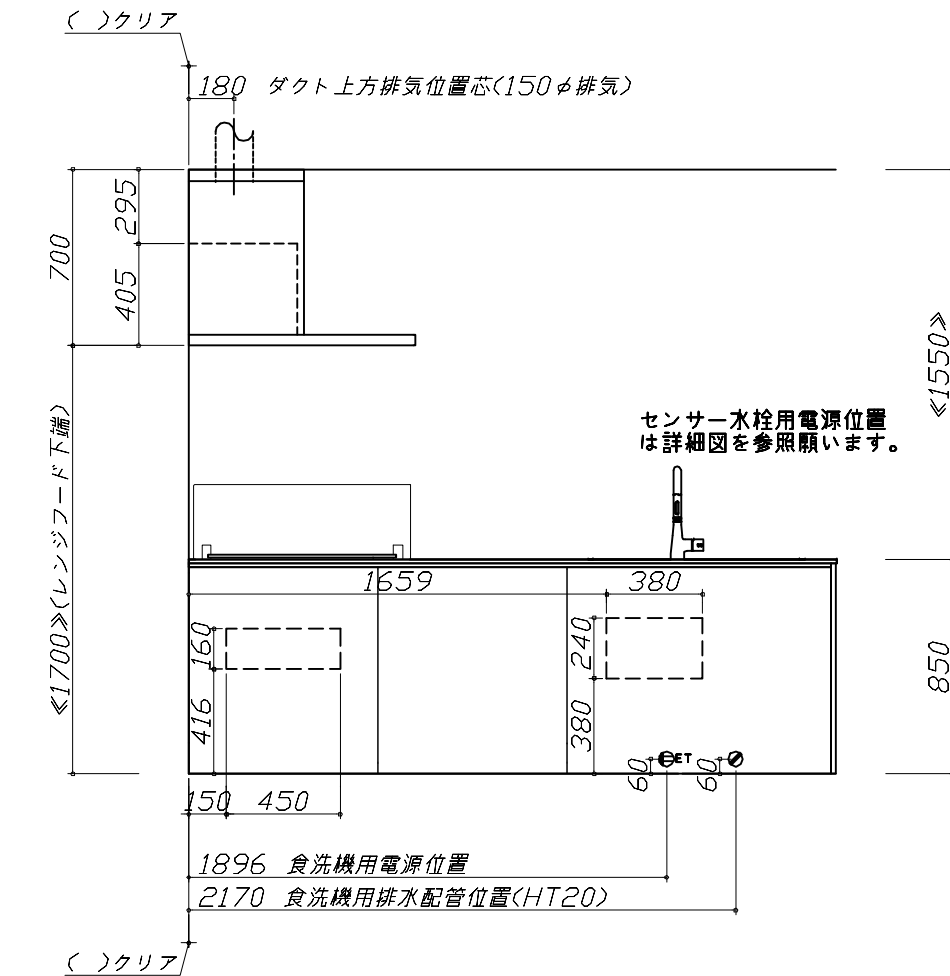 ( )クリア
180 ダクト上方排気位置芯(150φ排気)
295
700
405
≪1550≫
センサー水栓用電源位置
は詳細図を参照願います。
≪1700≫(レンジフード下端)
1659
380
160
240
850
416
380
60
ET
60
150
450
1896 食洗機用電源位置
2170 食洗機用排水配管位置(HT20)
( )クリア